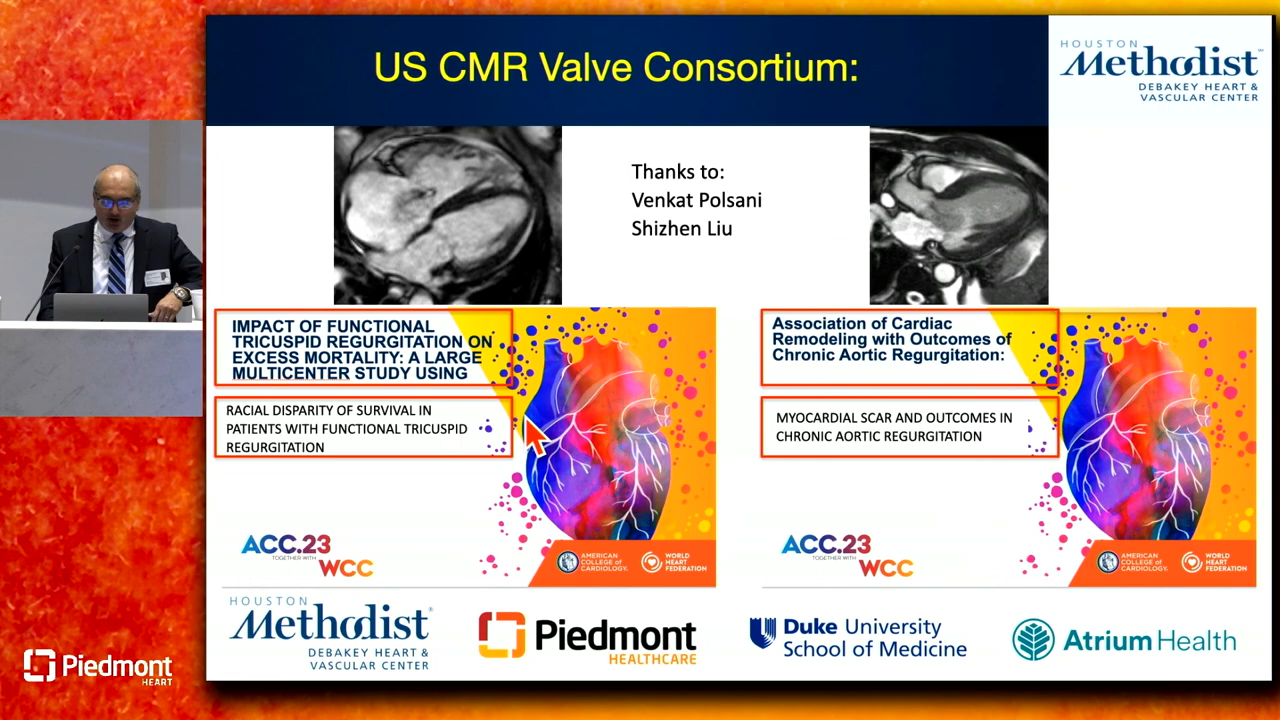 US CMR Valve Consortium:
HOUSTON
Methodist
DEBAKEY HEART &
VASCULAR CENTER
Thanks to:
Venkat Polsani
Shizhen Liu
IMPACT OF FUNCTIONAL
TRICUSPID REGURGITATION ON
EXCESS MORTALITY: A LARGE
MULTICENTER STUDY USING
RACIAL DISPARITY OF SURVIVAL IN
PATIENTS WITH FUNCTIONAL TRICUSPID
REGURGITATION
ACC.23
TOGETHER WITH
WCC
AMERICAN
COLLEGE of
CARDIOLOGY
WORLD
HEART
FEDERATION
Association of Cardiac
Remodeling with Outcomes of
Chronic Aortic Regurgitation:
MYOCARDIAL SCAR AND OUTCOMES IN
CHRONIC AORTIC REGURGITATION
ACC.23
TOGETHER WITH
WCC
AMERICAN
COLLEGE of
CARDIOLOGY
WORLD
HEART
FEDERATION
HOUSTON
Methodist
DEBAKEY HEART &
VASCULAR CENTER
Piedmont
HEALTHCARE
Duke University
School of Medicine
Atrium Health
Piedmont
HEART